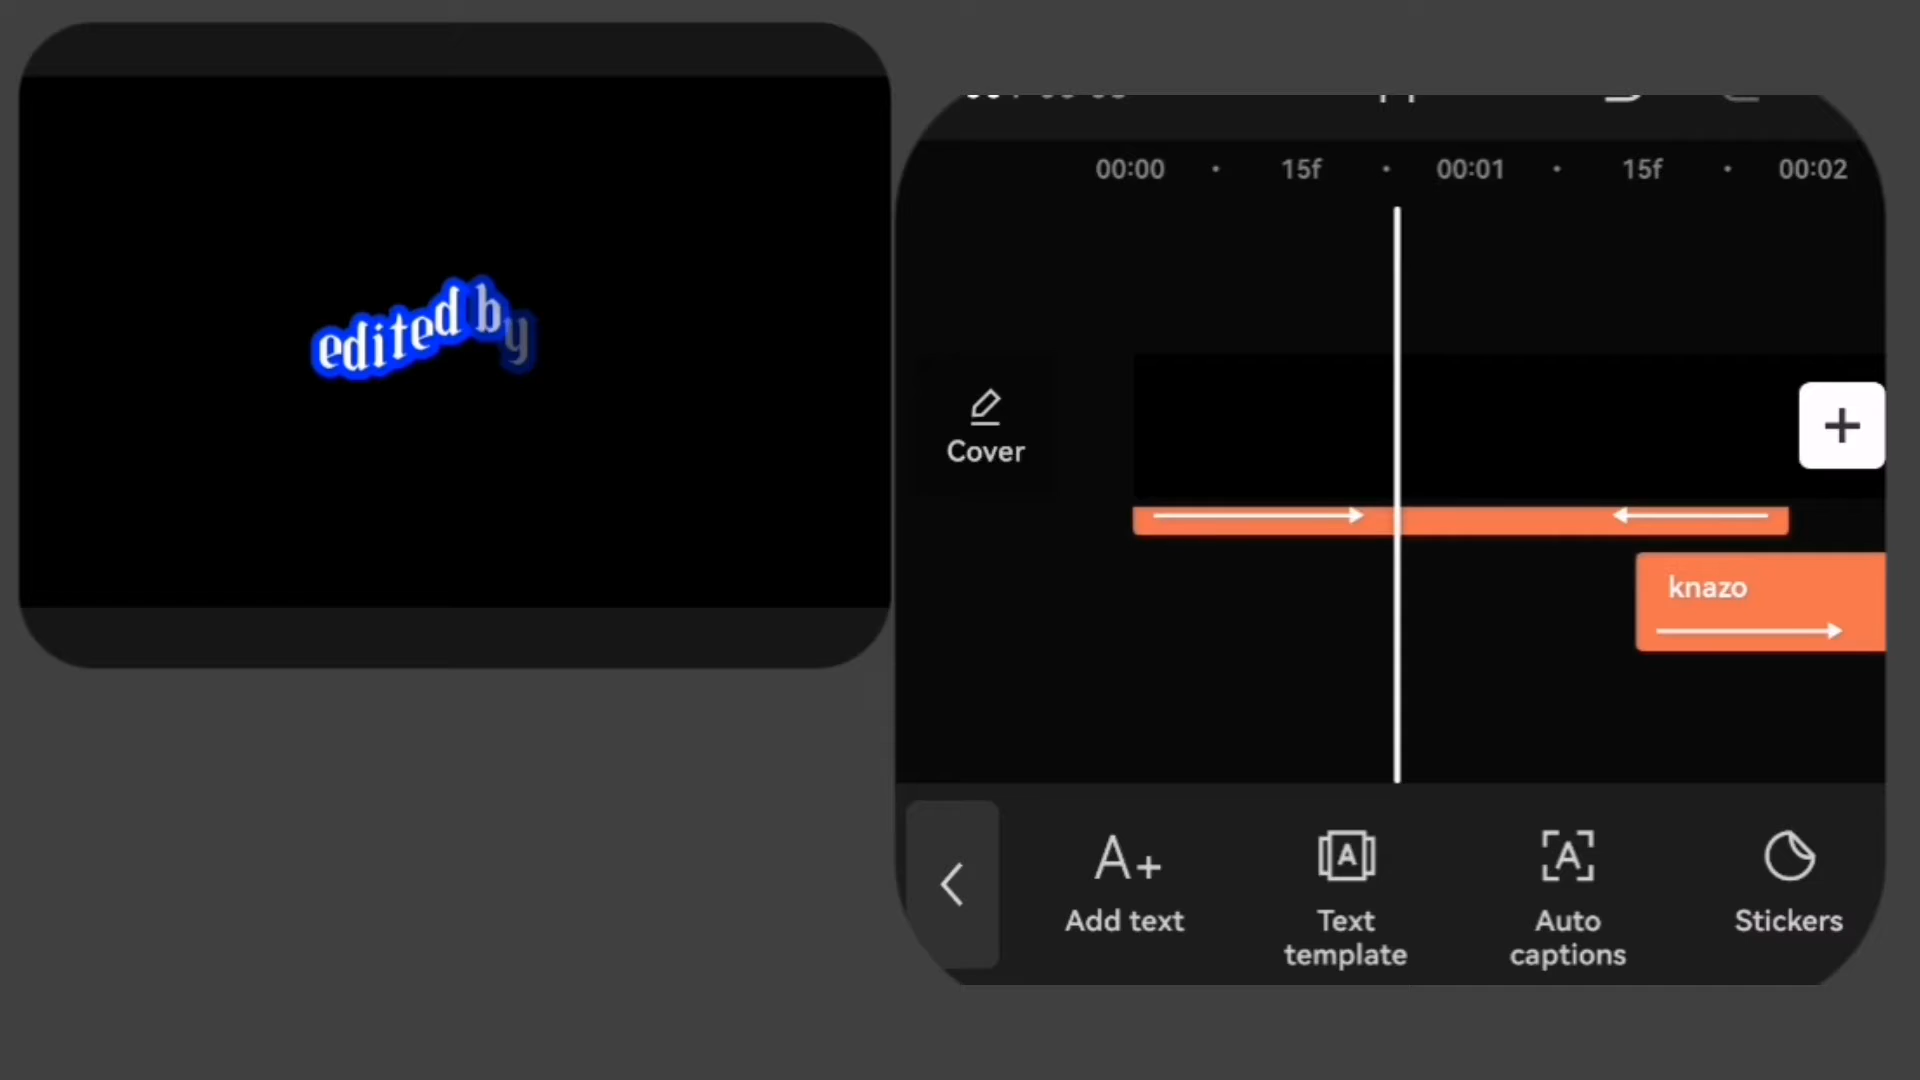 edited by
00:00
15f
00:01
15f
00:02
Cover
knazo
Add text
Text
template
Auto
captions
Stickers